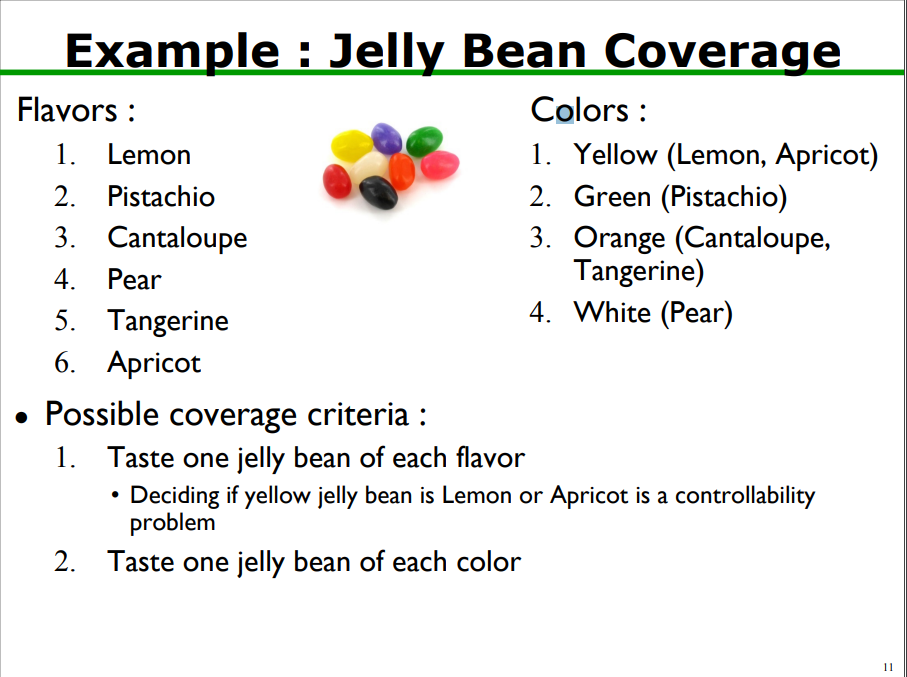 Example : Jelly Bean Coverage
Flavors :
1. Lemon
2. Pistachio
3. Cantaloupe
4. Pear
5. Tangerine
6. Apricot
Colors :
1. Yellow (Lemon, Apricot)
2. Green (Pistachio)
3. Orange (Cantaloupe,
Tangerine)
4. White (Pear)
• Possible coverage criteria :
1. Taste one jelly bean of each flavor
• Deciding if yellow jelly bean is Lemon or Apricot is a controllability
problem
2. Taste one jelly bean of each color
11